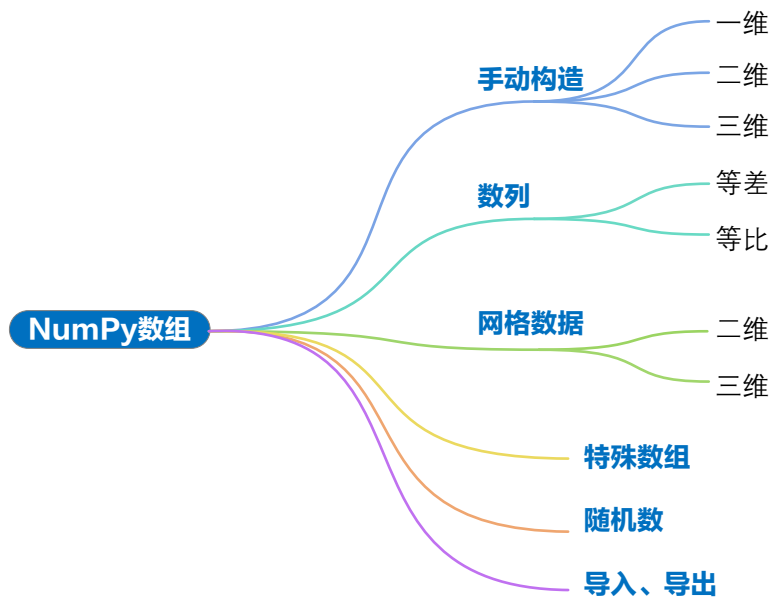 NumPy数组
手动构造
一维
二维
三维
数列
等差
等比
网格数据
二维
三维
特殊数组
随机数
导入、导出